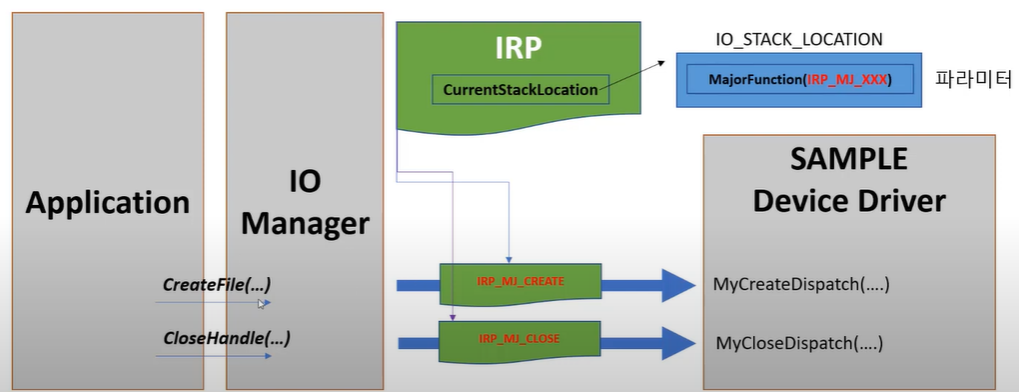 IRP
CurrentStackLocation
IO_STACK_LOCATION
MajorFunction(IRP_MJ_XXX)
파라미터
Application
IO
Manager
SAMPLE
Device Driver
CreateFile(...)
IRP_MJ_CREATE
MyCreateDispatch(....)
CloseHandle(...)
IRP_MJ_CLOSE
MyCloseDispatch(....)